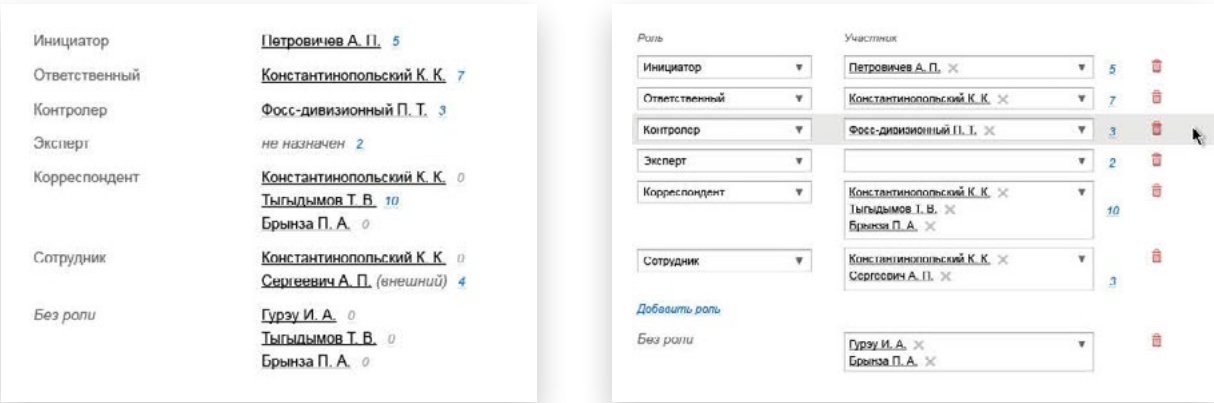 Инициатор Петровичев А. П. 5
Ответственный Константинопольский К. К. 7
Контролер Фосс-дивизионный П. Т. 3
Эксперт не назначен 2
Корреспондент Константинопольский К. К. 0
Тыгыдымов Т. В. 10
Брынза П. А. 0
Сотрудник Константинопольский К. К. 0
Сергеевич А. П. (внешний) 4
Без роли Гурэу И. А. 0
Тыгыдымов Т. В. 0
Брынза П. А. 0
Роль Участник
Инициатор Петровичев А. П. 5
Ответственный Константинопольский К. К. 7
Контролер Фосс-дивизионный П. Т. 3
Эксперт 2
Корреспондент Константинопольский К. К.
Тыгыдымов Т. В. 10
Брынза П. А.
Сотрудник Константинопольский К. К.
Сергеевич А. П. 3
Добавить роль
Без роли Гурэу И. А.
Брынза П. А.